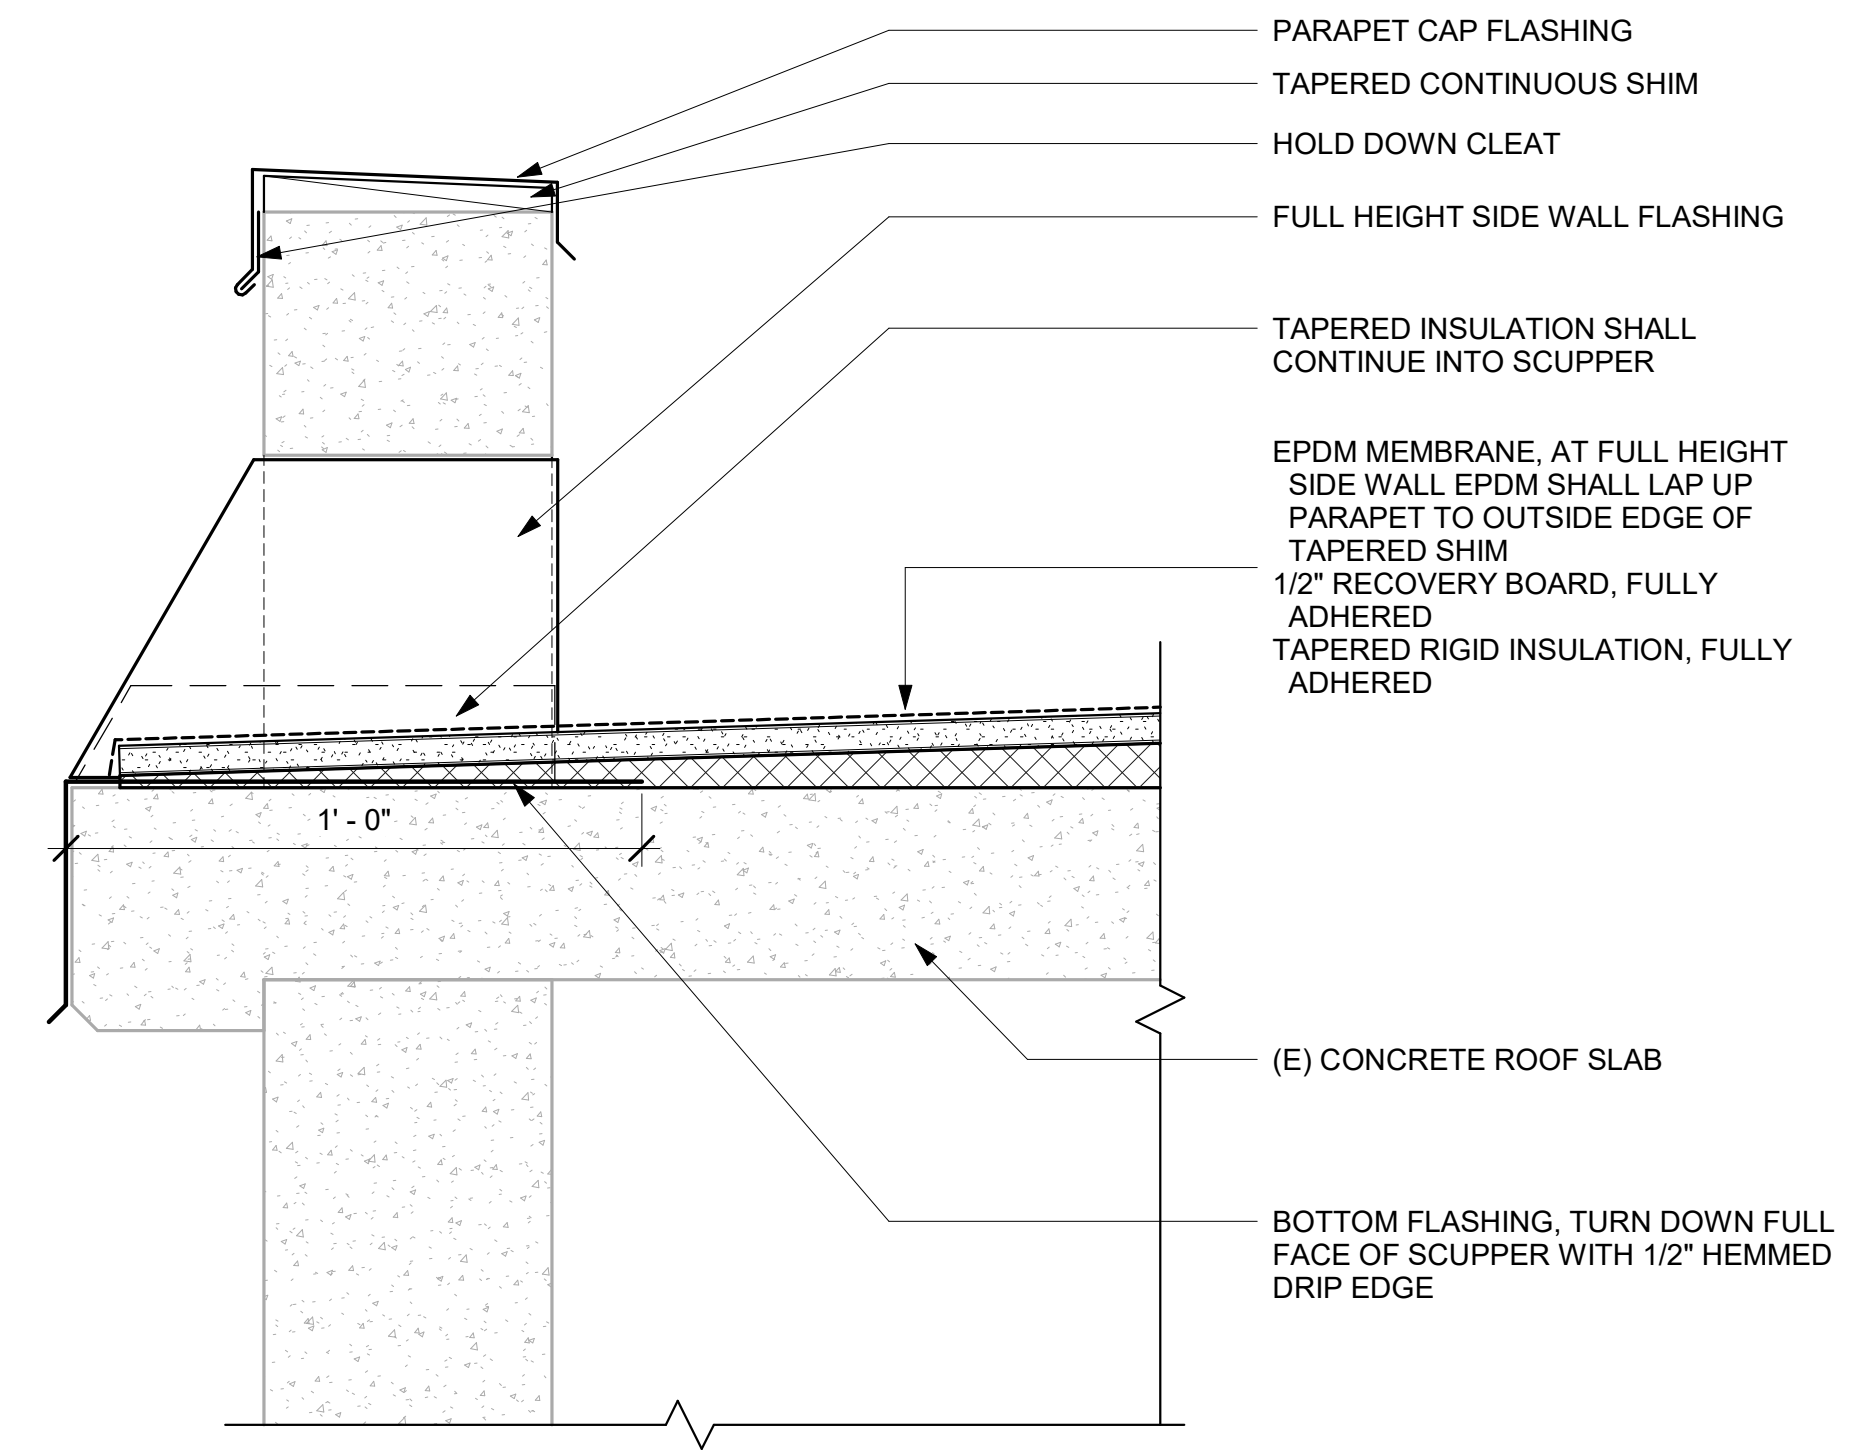 PARAPET CAP FLASHING
TAPERED CONTINUOUS SHIM
HOLD DOWN CLEAT
FULL HEIGHT SIDE WALL FLASHING
TAPERED INSULATION SHALL
CONTINUE INTO SCUPPER
EPDM MEMBRANE, AT FULL HEIGHT
SIDE WALL EPDM SHALL LAP UP
PARAPET TO OUTSIDE EDGE OF
TAPERED SHIM
1/2" RECOVERY BOARD, FULLY
ADHERED
TAPERED RIGID INSULATION, FULLY
ADHERED
1' - 0"
(E) CONCRETE ROOF SLAB
BOTTOM FLASHING, TURN DOWN FULL
FACE OF SCUPPER WITH 1/2" HEMMED
DRIP EDGE